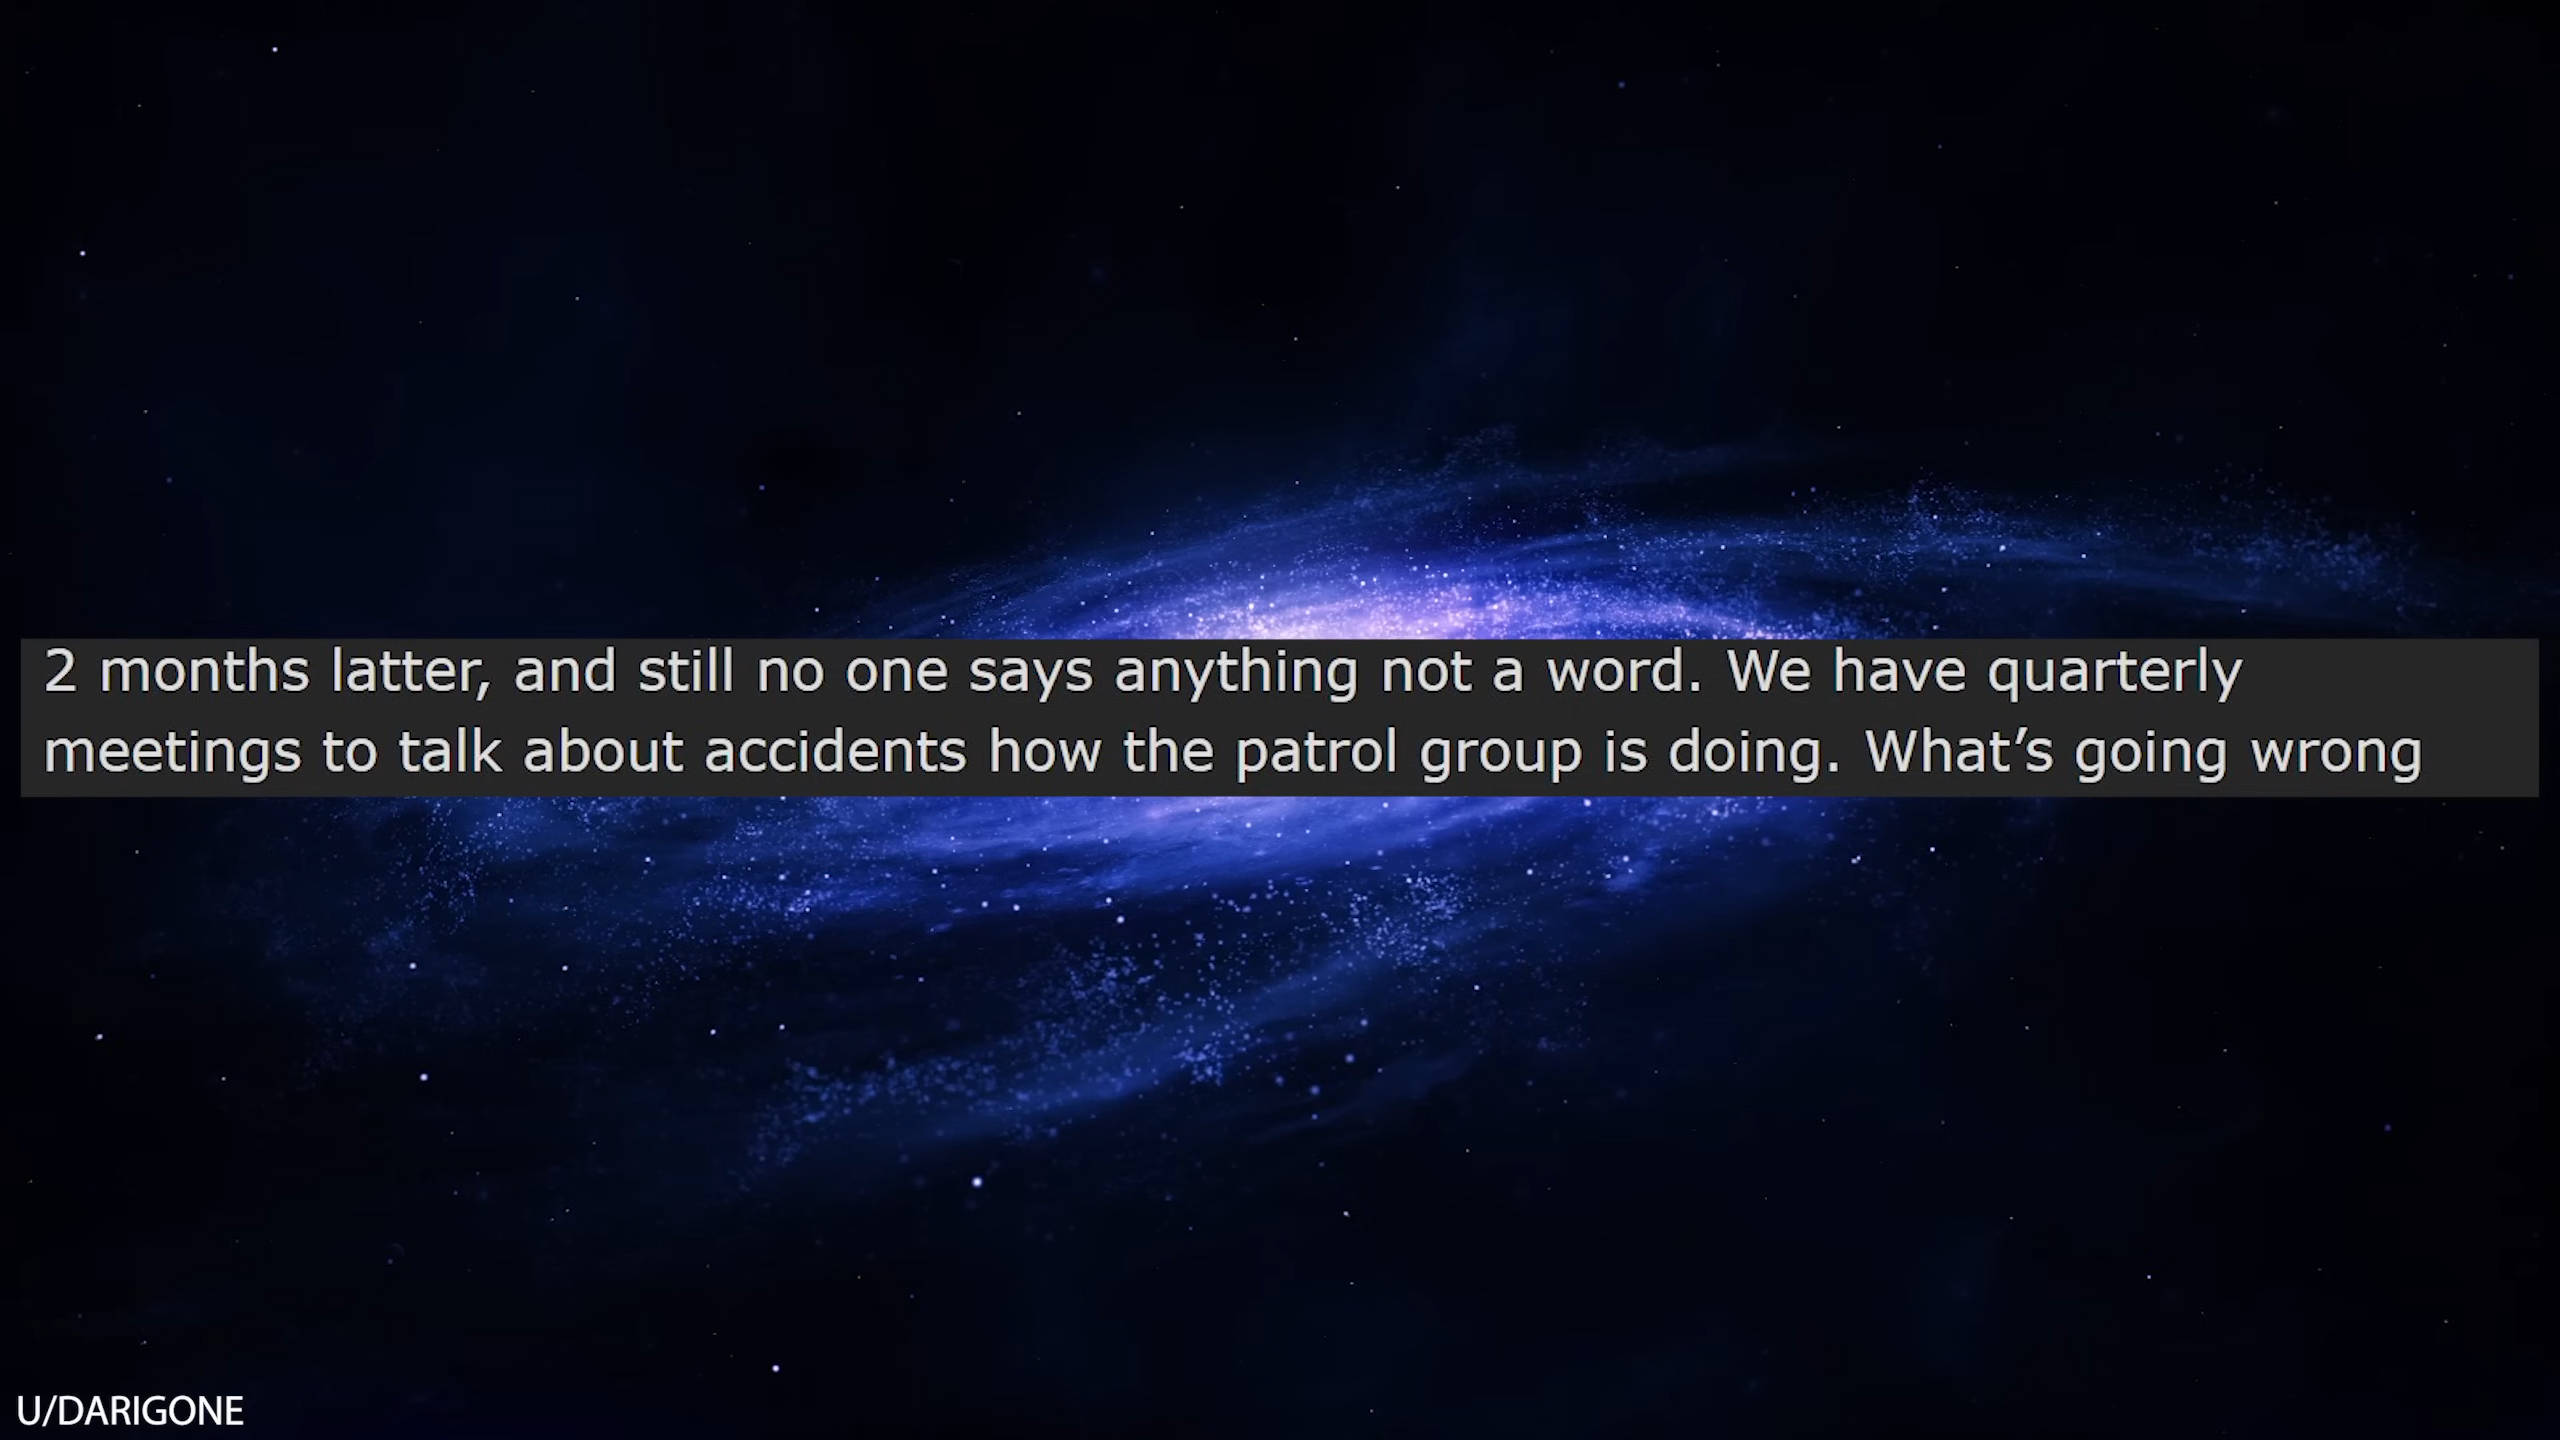 2 months latter, and still no one says anything not a word. We have quarterly
meetings to talk about accidents how the patrol group is doing. What’s going wrong
U/DARIGONE